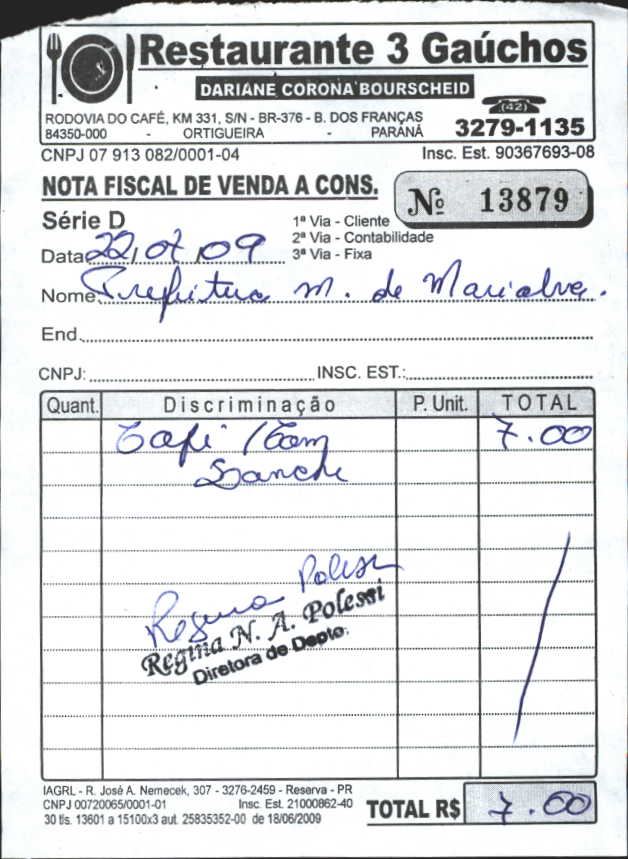 Restaurante 3 Gaúchos
DARIANE CORONA BOURSCHEID
RODOVIA DO CAFÉ, KM 331, S/N - BR-376 - B. DOS FRANÇAS
84350-000 - ORTIGUEIRA - PARANÁ
(42)
3279-1135
CNPJ 07 913 082/0001-04 Insc. Est. 90367693-08
NOTA FISCAL DE VENDA A CONS.
Nº 13879
Série D
1ª Via - Cliente
2ª Via - Contabilidade
3ª Via - Fixa
Data 22/07/09
Nome: Prefeitura M. de Marialva.
End.
CNPJ: INSC. EST.:
Quant. Discriminação P. Unit. TOTAL
Café / Com 7.00
Lanche
Regina Polessi
Regina N. A. Polessi
Diretora de Depto.
IAGRL - R. José A. Nemecek, 307 - 3276-2459 - Reserva - PR
CNPJ 00720065/0001-01 Insc. Est. 21000862-40
30 tls. 13601 a 15100x3 aut. 25835352-00 de 18/06/2009
TOTAL R$ 7.00